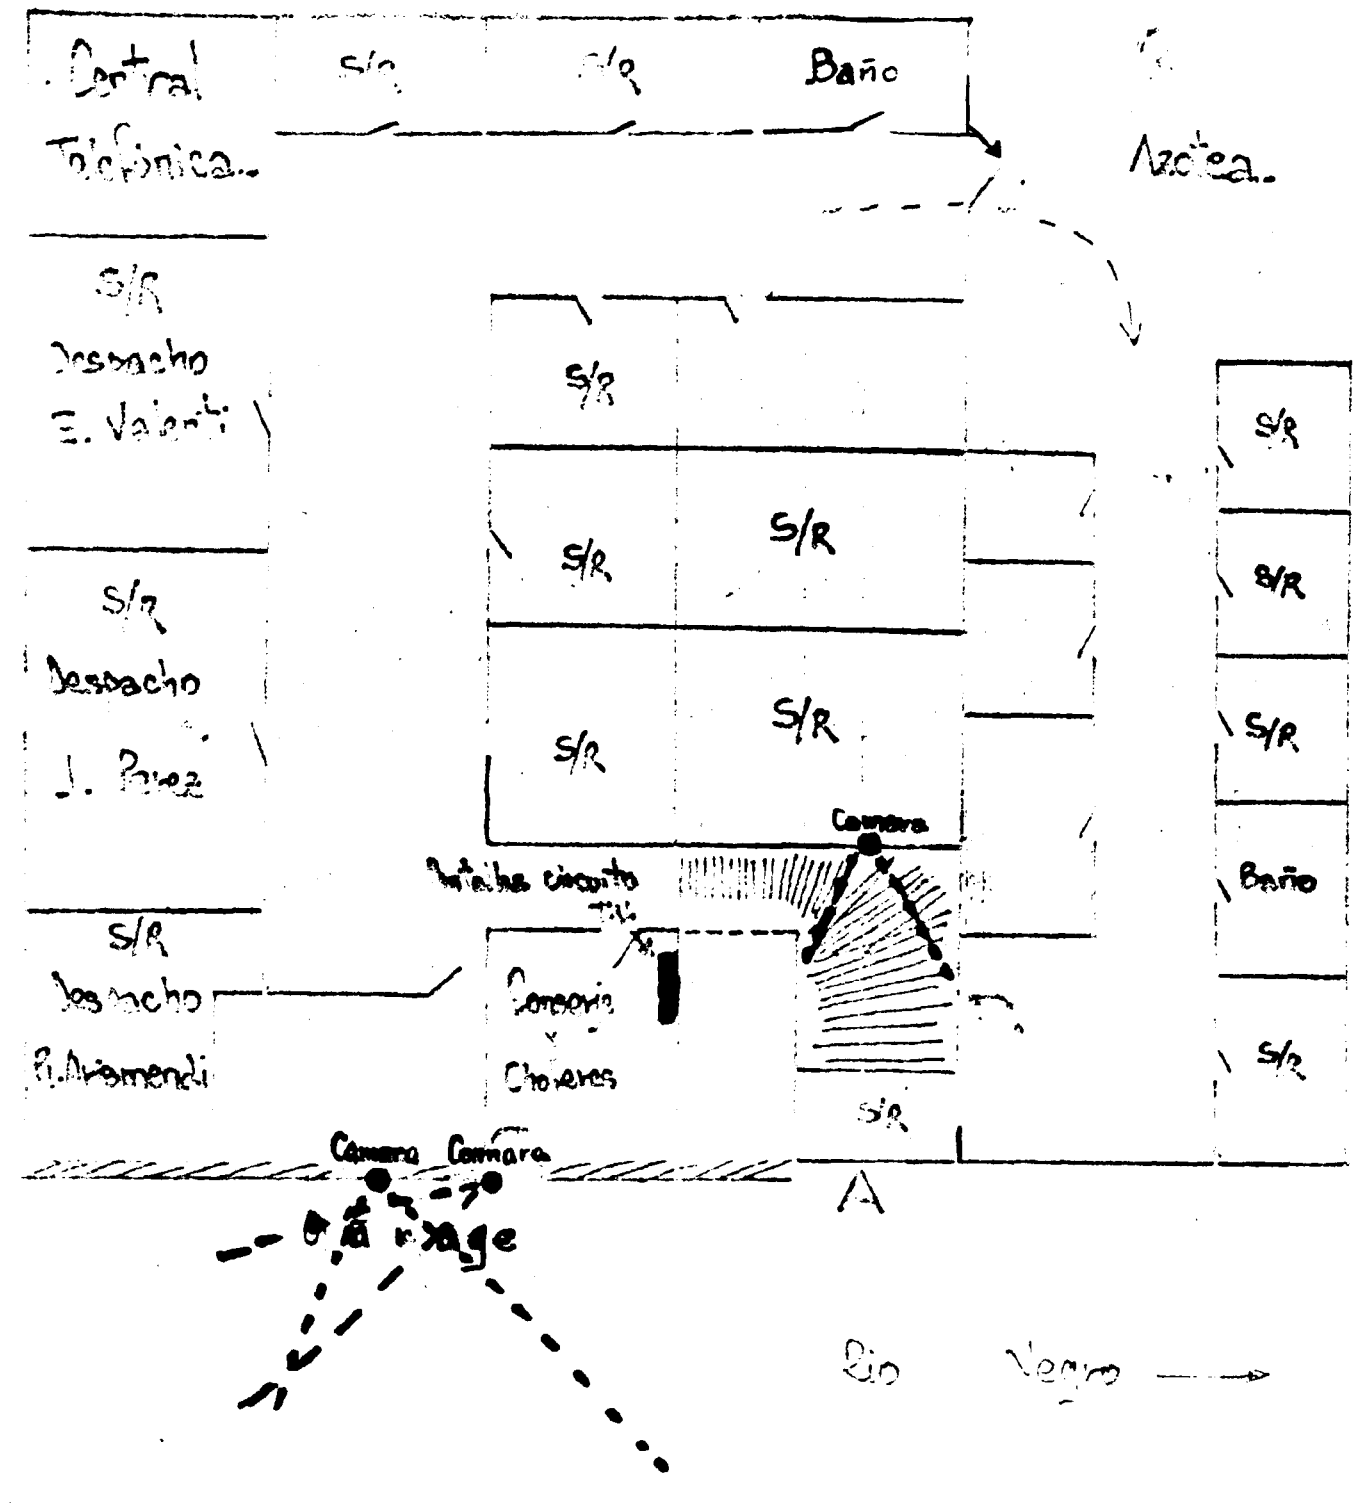 Central
Telefónica
S/R
S/R
Baño
Azotea
S/R
Despacho
E. Valenti
S/R
S/R
S/R
S/R
Despacho
J. Perez
S/R
S/R
S/R
S/R
S/R
S/R
Baño
S/R
Camara
circuito
T.V.
S/R
Despacho
R. Arismendi
Conserje
y
Choferes
S/R
Camara
Camara
Garage
A
Rio Negro